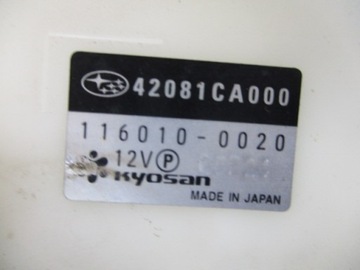 42081CA000
116010-0020
12V P
Kyosan
MADE IN JAPAN